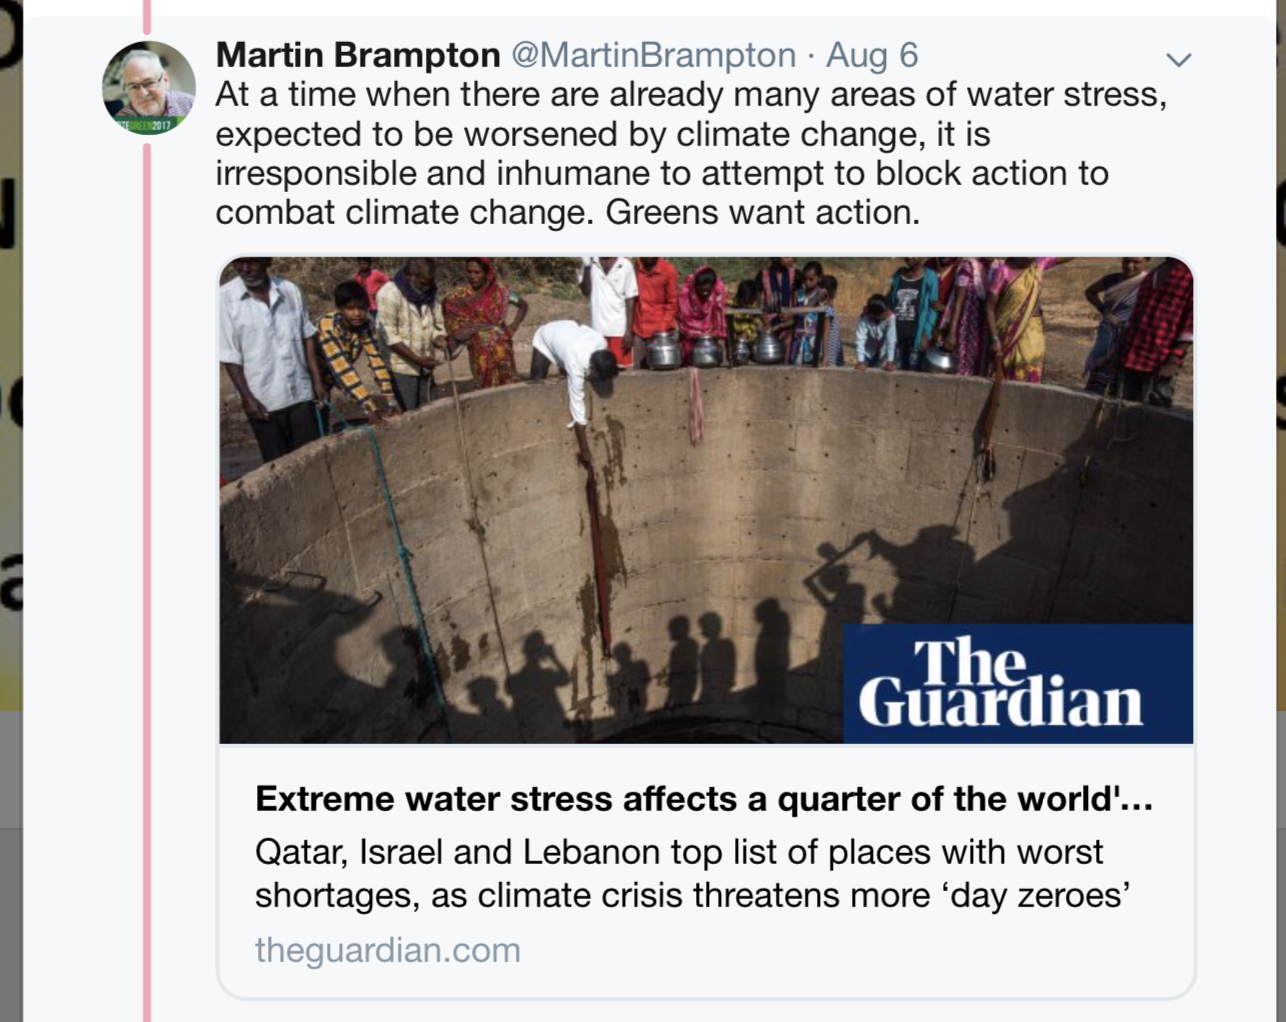 Martin Brampton @MartinBrampton · Aug 6
At a time when there are already many areas of water stress,
expected to be worsened by climate change, it is
irresponsible and inhumane to attempt to block action to
combat climate change. Greens want action.
The
Guardian
Extreme water stress affects a quarter of the world'...
Qatar, Israel and Lebanon top list of places with worst
shortages, as climate crisis threatens more ‘day zeroes’
theguardian.com